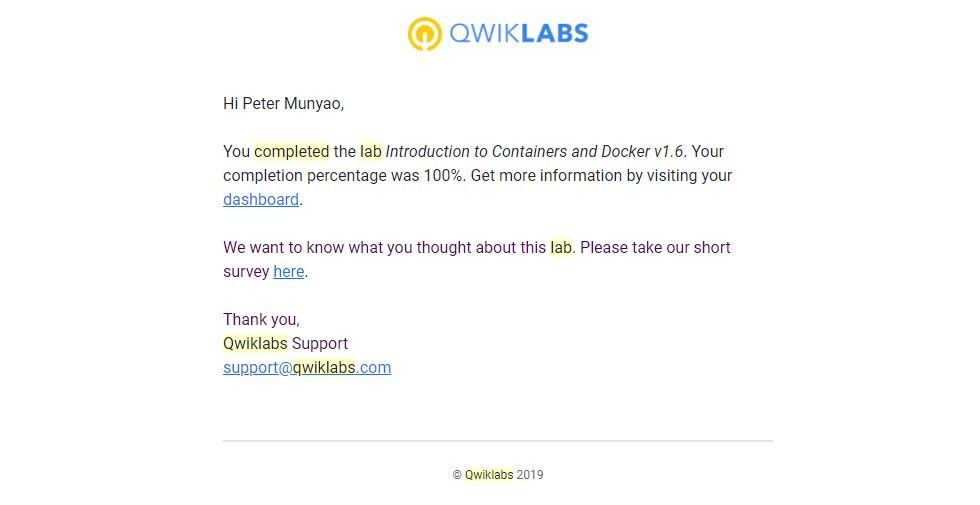 QWIKLABS
Hi Peter Munyao,
You completed the lab Introduction to Containers and Docker v1.6. Your
completion percentage was 100%. Get more information by visiting your
dashboard.
We want to know what you thought about this lab. Please take our short
survey here.
Thank you,
Qwiklabs Support
support@qwiklabs.com
© Qwiklabs 2019